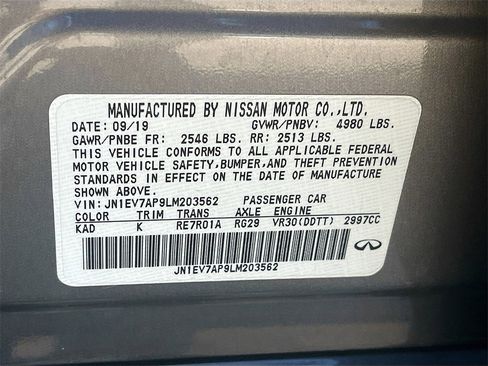 MANUFACTURED BY NISSAN MOTOR CO.,LTD.
DATE: 09/19 GVWR/PNBV: 4980 LBS.
GAWR/PNBE FR: 2546 LBS. RR: 2513 LBS.
THIS VEHICLE CONFORMS TO ALL APPLICABLE FEDERAL
MOTOR VEHICLE SAFETY, BUMPER, AND THEFT PREVENTION
STANDARDS IN EFFECT ON THE DATE OF MANUFACTURE
VIN: JN1EV7AP9LM203562 PASSENGER CAR
COLOR TRIM TRANS AXLE ENGINE
KAD K RE7R01A RG29 VR30(DDTT) 2997CC
JN1EV7AP9LM203562